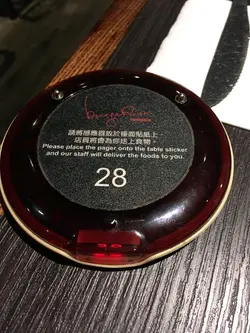 請將感應器放於檯面貼紙上
店員將會為你送上食物。
Please place the pager onto the table sticker
and our staff will deliver the foods to you.
28